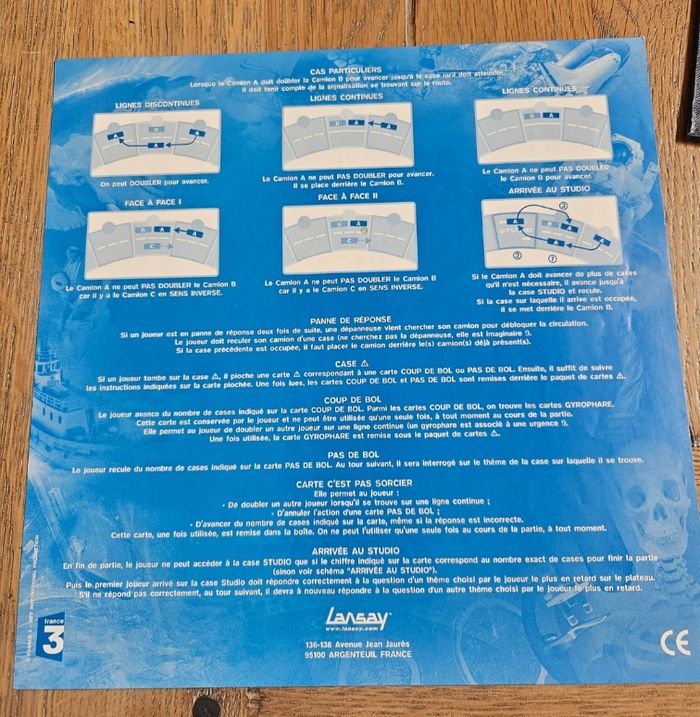 CAS PARTICULIERS
Lorsque le Camion A doit doubler le Camion B pour avancer jusqu'à la case qu'il doit atteindre,
il doit tenir compte de la signalisation se trouvant sur la route.
LIGNES DISCONTINUES
A B A
A
On peut DOUBLER pour avancer.
LIGNES CONTINUES
B A A
Le Camion A ne peut PAS DOUBLER pour avancer.
Il se place derrière le Camion B.
LIGNES CONTINUES
B A
Le Camion A ne peut PAS DOUBLER
le Camion B pour avancer.
FACE À FACE I
B A A
C
Le Camion A ne peut PAS DOUBLER le Camion B
car il y a le Camion C en SENS INVERSE.
FACE À FACE II
B A
C
Le Camion A ne peut PAS DOUBLER le Camion B
car il y a le Camion C en SENS INVERSE.
ARRIVÉE AU STUDIO
3
A B A
STUDIO
A A
2 1
Si le Camion A doit avancer de plus de cases
qu'il n'est nécessaire, il avance jusqu'à
la case STUDIO et recule.
Si la case sur laquelle il arrive est occupée,
il se met derrière le Camion B.
PANNE DE RÉPONSE
Si un joueur est en panne de réponse deux fois de suite, une dépanneuse vient chercher son camion pour débloquer la circulation.
Le joueur doit reculer son camion d'une case (ne cherchez pas la dépanneuse, elle est imaginaire !).
Si la case précédente est occupée, il faut placer le camion derrière le(s) camion(s) déjà présent(s).
CASE ⚠
Si un joueur tombe sur la case ⚠, il pioche une carte ⚠ correspondant à une carte COUP DE BOL ou PAS DE BOL. Ensuite, il suffit de suivre
les instructions indiquées sur la carte piochée. Une fois lues, les cartes COUP DE BOL et PAS DE BOL sont remises derrière le paquet de cartes ⚠.
COUP DE BOL
Le joueur avance du nombre de cases indiqué sur la carte COUP DE BOL. Parmi les cartes COUP DE BOL, on trouve les cartes GYROPHARE.
Cette carte est conservée par le joueur et ne peut être utilisée qu'une seule fois, à tout moment au cours de la partie.
Elle permet au joueur de doubler un autre joueur sur une ligne continue (un gyrophare est associé à une urgence !).
Une fois utilisée, la carte GYROPHARE est remise sous le paquet de cartes ⚠.
PAS DE BOL
Le joueur recule du nombre de cases indiqué sur la carte PAS DE BOL. Au tour suivant, il sera interrogé sur le thème de la case sur laquelle il se trouve.
CARTE C'EST PAS SORCIER
Elle permet au joueur :
- De doubler un autre joueur lorsqu'il se trouve sur une ligne continue ;
- D'annuler l'action d'une carte PAS DE BOL ;
- D'avancer du nombre de cases indiqué sur la carte, même si la réponse est incorrecte.
Cette carte, une fois utilisée, est remise dans la boîte. On ne peut l'utiliser qu'une seule fois au cours de la partie, à tout moment.
ARRIVÉE AU STUDIO
En fin de partie, le joueur ne peut accéder à la case STUDIO que si le chiffre indiqué sur la carte correspond au nombre exact de cases pour finir la partie
(sinon voir schéma "ARRIVÉE AU STUDIO").
Puis le premier joueur arrivé sur la case Studio doit répondre correctement à la question d'un thème choisi par le joueur le plus en retard sur le plateau.
S'il ne répond pas correctement, au tour suivant, il devra à nouveau répondre à la question d'un autre thème choisi par le joueur le plus en retard.
france
3
Lansay
www.lansay.com
136-138 Avenue Jean Jaurès
95100 ARGENTEUIL FRANCE
CE